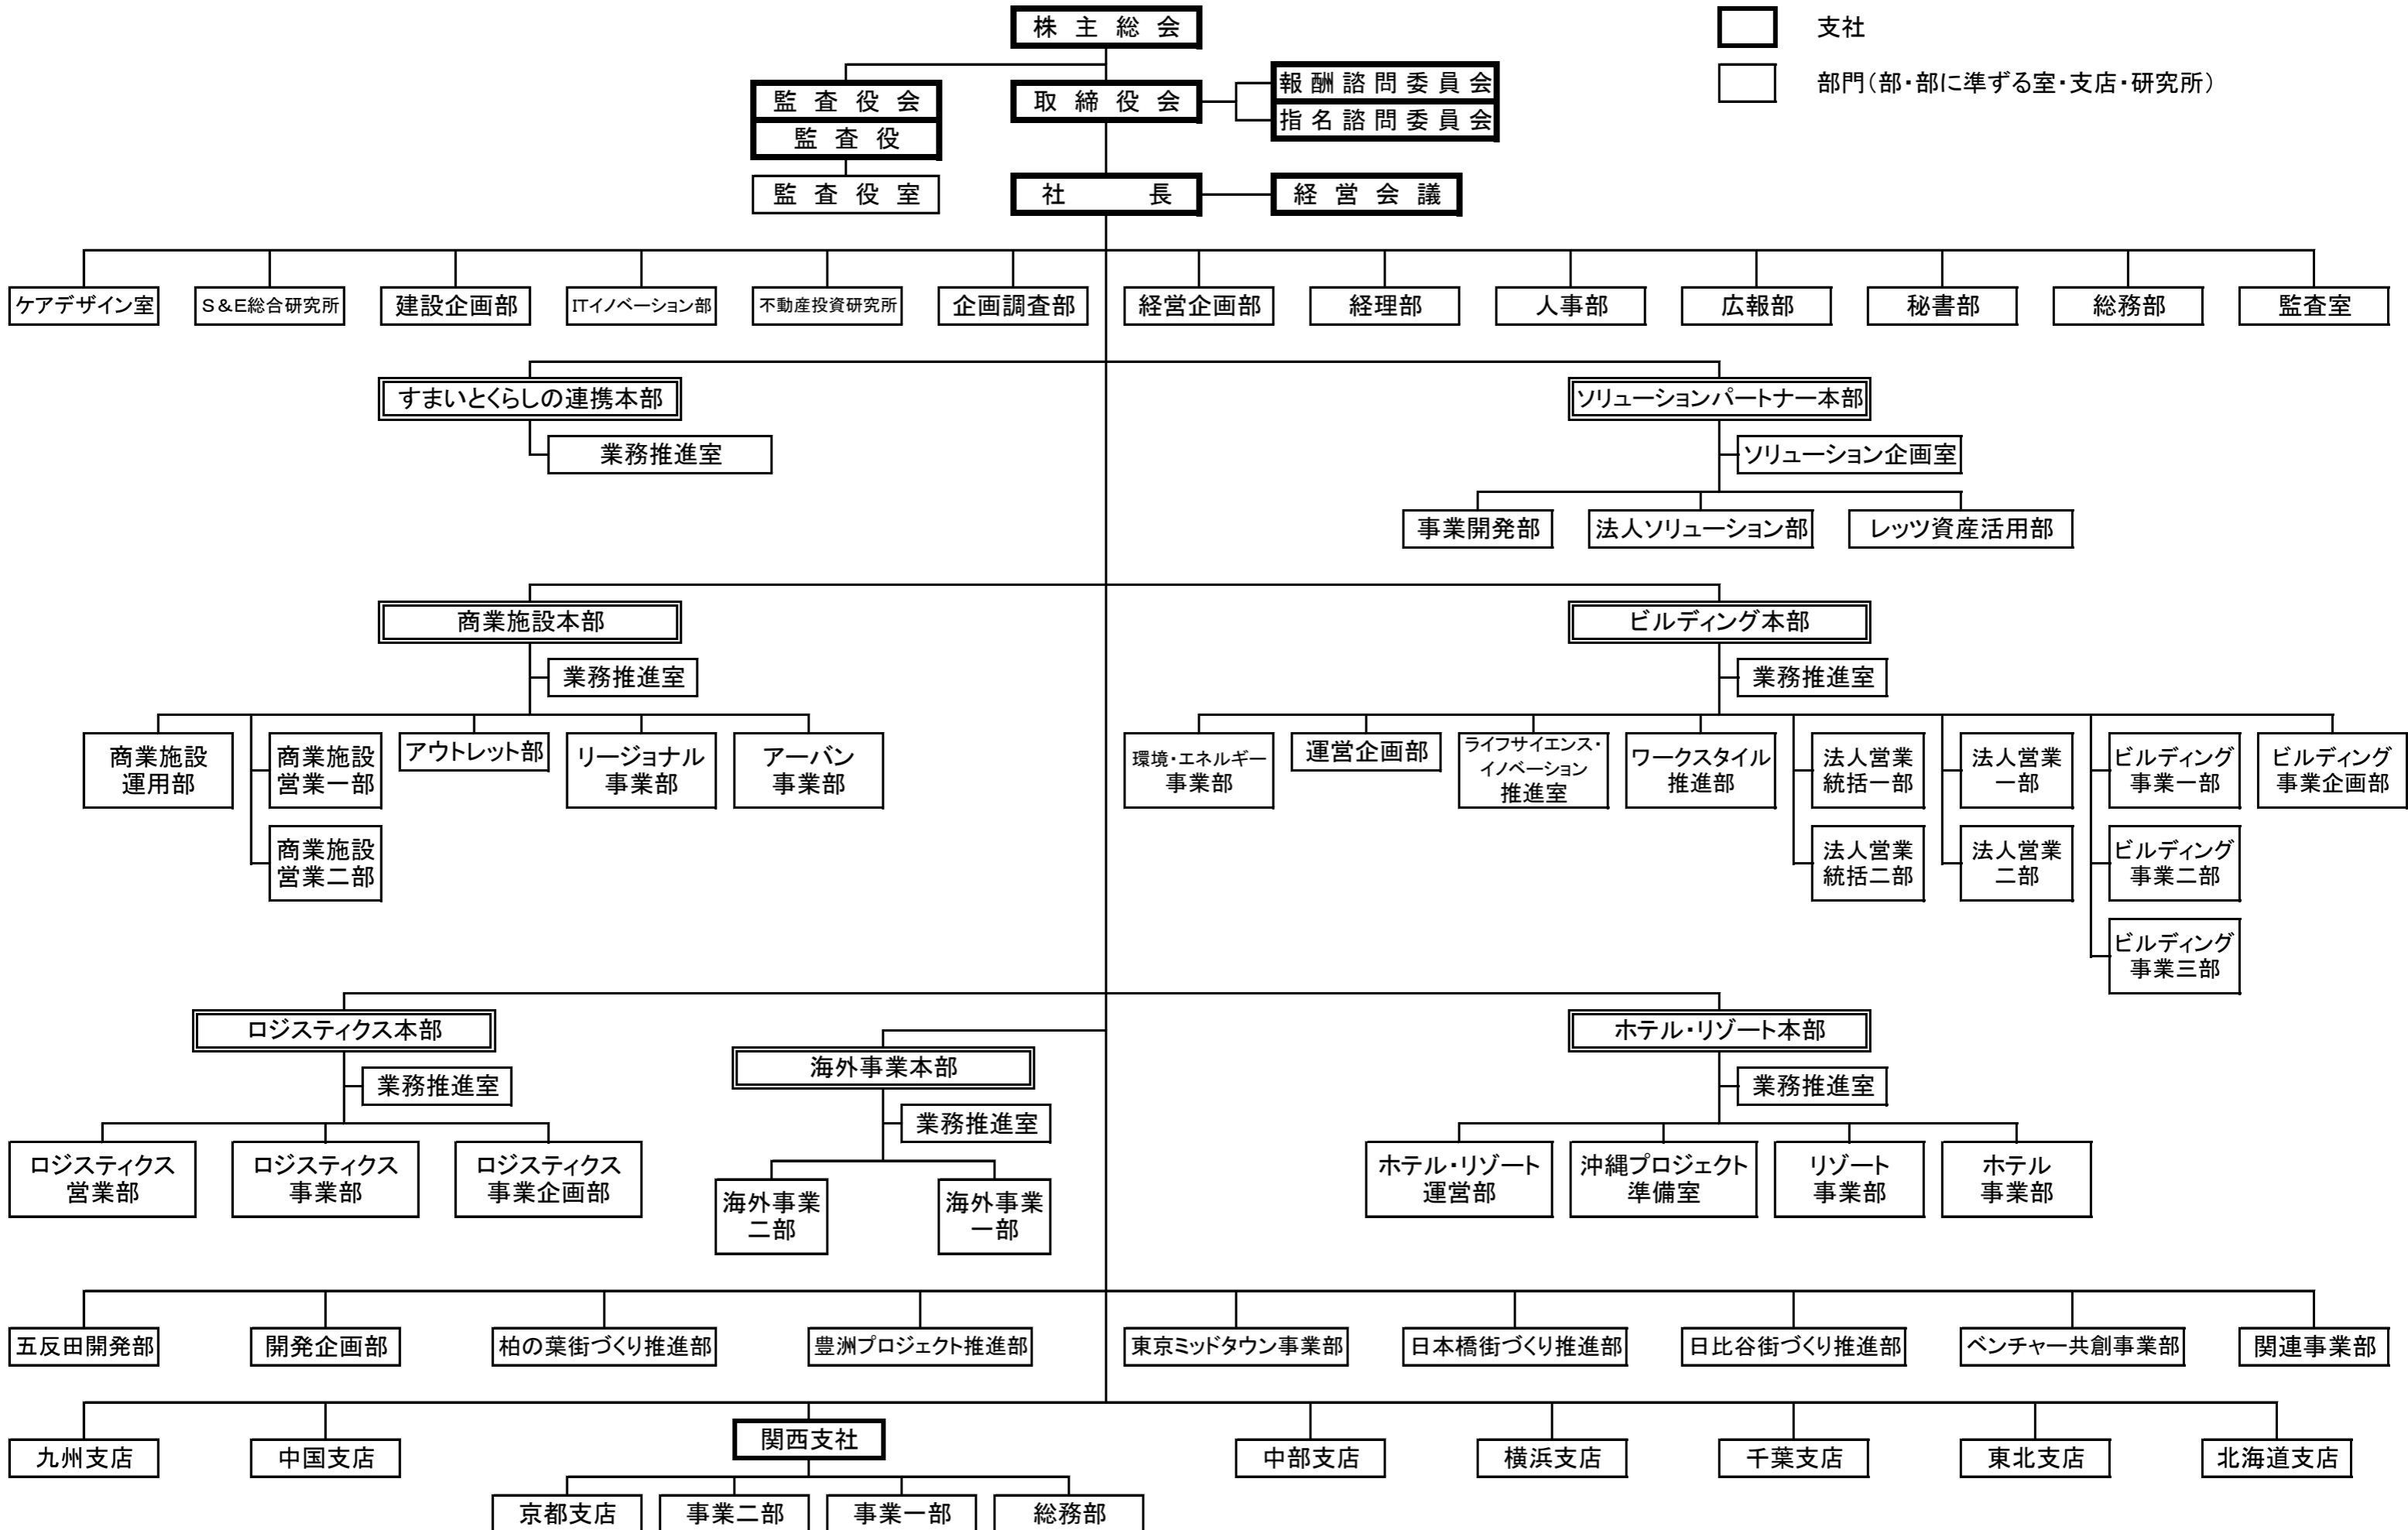 株主総会
支社
部門(部・部に準ずる室・支店・研究所)
監査役会
監査役
取締役会
報酬諮問委員会
指名諮問委員会
監査役室
社長
経営会議
ケアデザイン室
S&E総合研究所
建設企画部
ITイノベーション部
不動産投資研究所
企画調査部
経営企画部
経理部
人事部
広報部
秘書部
総務部
監査室
すまいとくらしの連携本部
業務推進室
ソリューションパートナー本部
ソリューション企画室
事業開発部
法人ソリューション部
レッツ資産活用部
商業施設本部
業務推進室
商業施設
運用部
商業施設
営業一部
商業施設
営業二部
アウトレット部
リージョナル
事業部
アーバン
事業部
ビルディング本部
業務推進室
環境・エネルギー
事業部
運営企画部
ライフサイエンス・
イノベーション
推進室
ワークスタイル
推進部
法人営業
統括一部
法人営業
統括二部
法人営業
一部
法人営業
二部
ビルディング
事業一部
ビルディング
事業二部
ビルディング
事業三部
ビルディング
事業企画部
ロジスティクス本部
業務推進室
ロジスティクス
営業部
ロジスティクス
事業部
ロジスティクス
事業企画部
海外事業本部
業務推進室
海外事業
二部
海外事業
一部
ホテル・リゾート本部
業務推進室
ホテル・リゾート
運営部
沖縄プロジェクト
準備室
リゾート
事業部
ホテル
事業部
五反田開発部
開発企画部
柏の葉街づくり推進部
豊洲プロジェクト推進部
東京ミッドタウン事業部
日本橋街づくり推進部
日比谷街づくり推進部
ベンチャー共創事業部
関連事業部
九州支店
中国支店
関西支社
京都支店
事業二部
事業一部
総務部
中部支店
横浜支店
千葉支店
東北支店
北海道支店